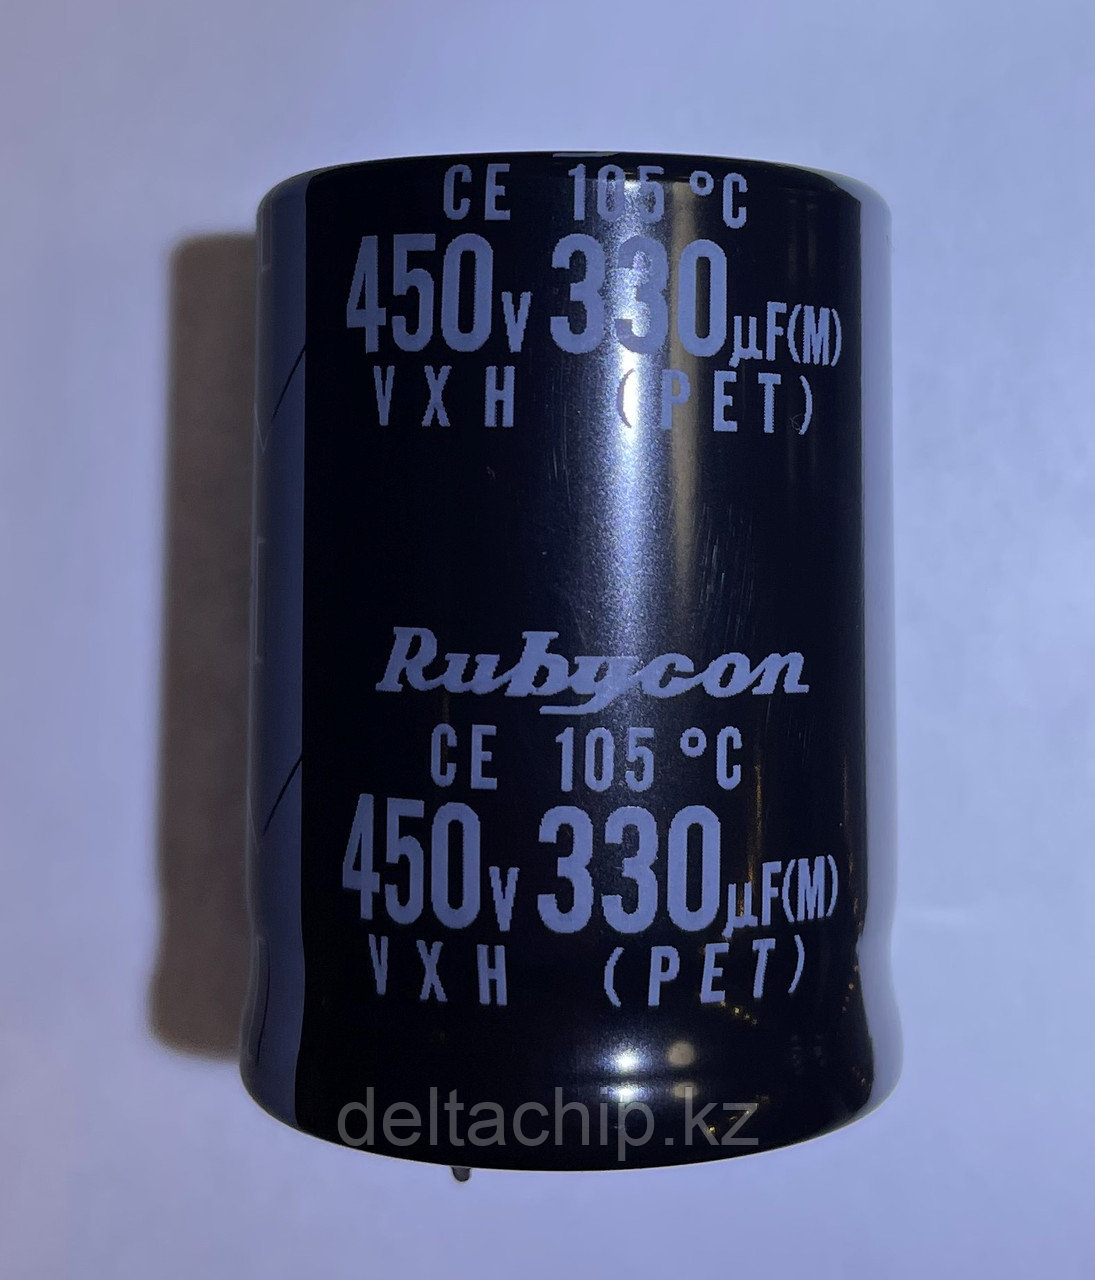 CE 105 °C
450V 330μF(M)
VXH (PET)
Rubycon
CE 105 °C
450V 330μF(M)
VXH (PET)
deltachip.kz